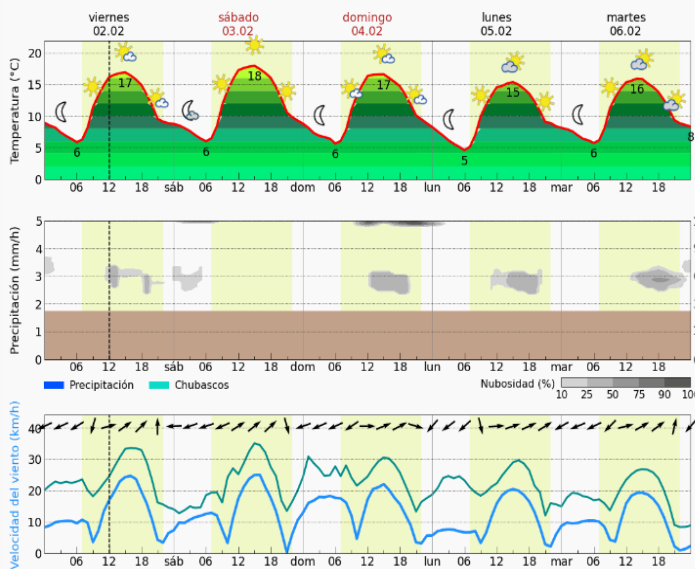 viernes sábado domingo lunes martes
02.02 03.02 04.02 05.02 06.02
Temperatura (°C)
20
15
10
5
0
17 18 17 15 16
6 6 6 5 6 8
06 12 18 sáb 06 12 18 dom 06 12 18 lun 06 12 18 mar 06 12 18
Precipitación (mm/h)
5
4
3
2
1
0
06 12 18 sáb 06 12 18 dom 06 12 18 lun 06 12 18 mar 06 12 18
Precipitación Chubascos Nubosidad (%)
10 25 50 75 90 100
Velocidad del viento (km/h)
40
30
20
10
0
06 12 18 sáb 06 12 18 dom 06 12 18 lun 06 12 18 mar 06 12 18